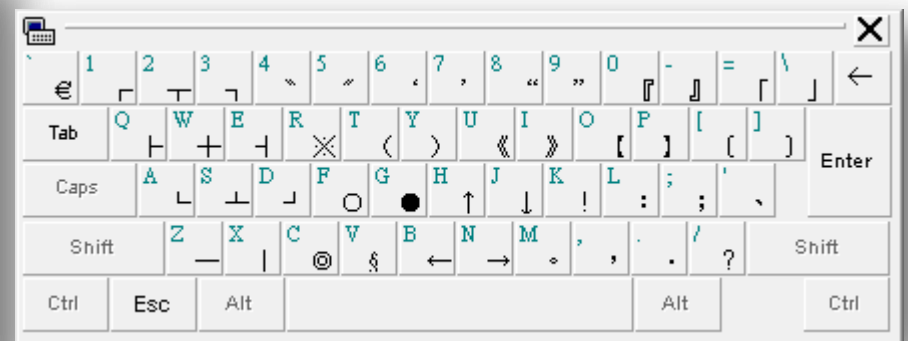 ` € 1 ┌ 2 ┬ 3 ┐ 4 〝 5 〞 6 ‘ 7 ’ 8 “ 9 ” 0 『 - 』 = 「 \ 」 ←
Tab Q ├ W ┼ E ┤ R ※ T 〈 Y 〉 U 《 I 》 O 【 P 】 [ 〔 ] 〕 Enter
Caps A └ S ┴ D ┘ F ○ G ● H ↑ J ↓ K ! L : ; ; ' 、
Shift Z ─ X │ C ◎ V § B ← N → M 。 , , . . / ? Shift
Ctrl Esc Alt Alt Ctrl